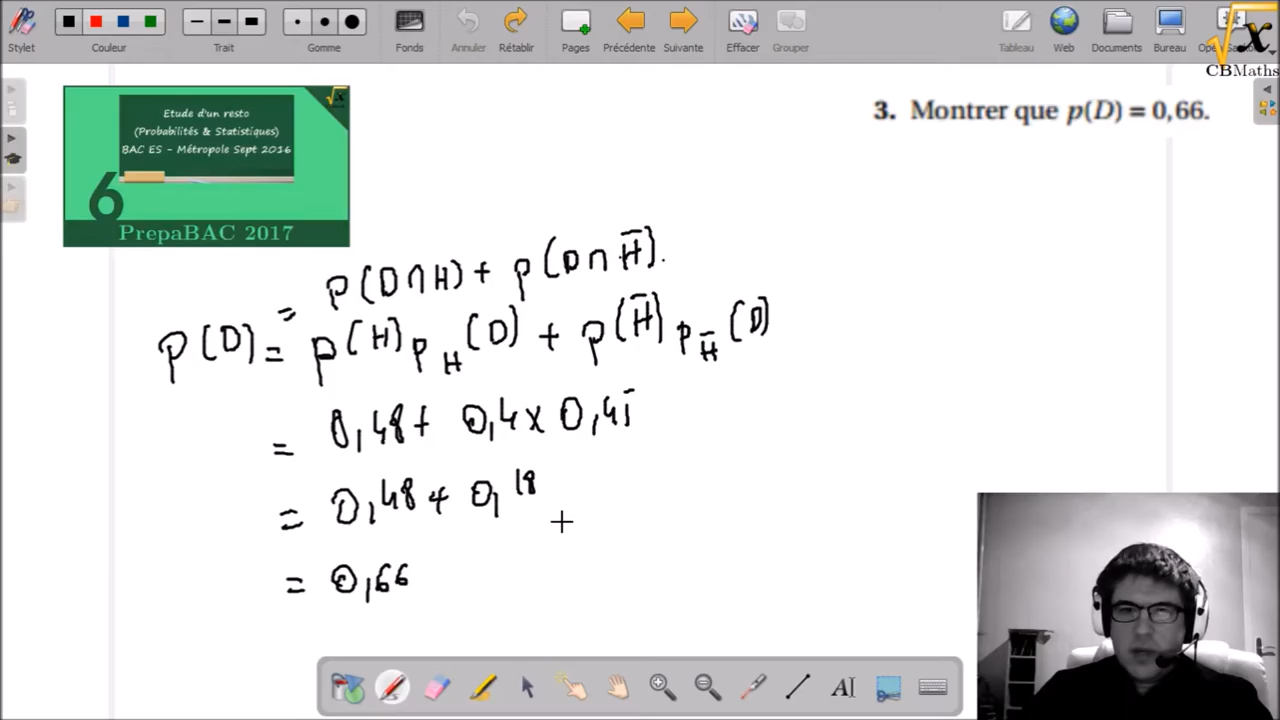 Stylet
Couleur
Trait
Gomme
Fonds
Annuler
Rétablir
Pages
Précédente
Suivante
Effacer
Grouper
Tableau
Web
Documents
Bureau
√x
CBMaths
Etude d'un resto
(Probabilités & Statistiques)
BAC ES - Métropole Sept 2016
6
PrepaBAC 2017
3. Montrer que p(D) = 0,66.
= p(D∩H) + p(D∩H̄).
p(D) = p(H) p_H(D) + p(H̄) p_H̄(D)
= 0,48 + 0,4 x 0,45
= 0,48 + 0,18
= 0,66
AI